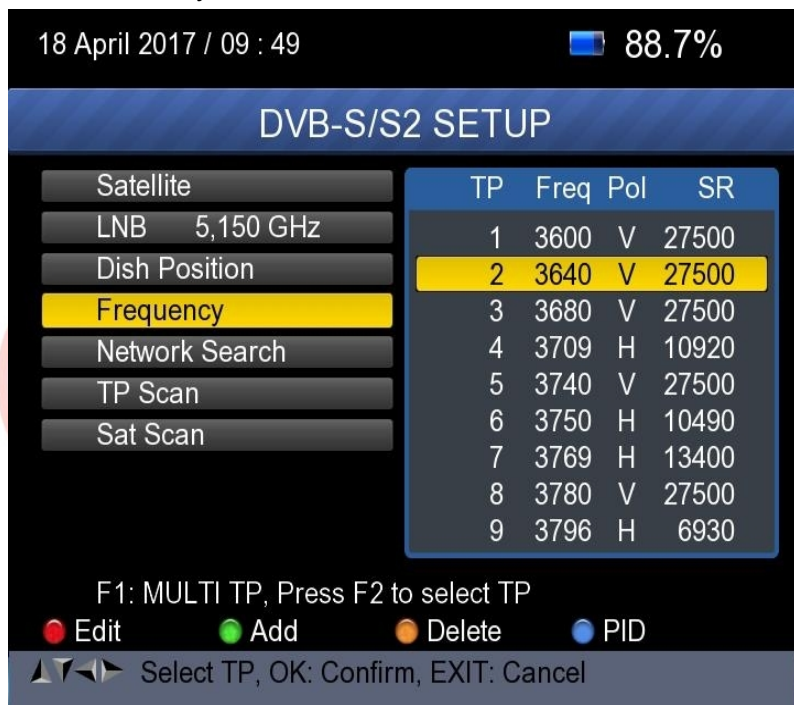 18 April 2017 / 09 : 49 88.7%
DVB-S/S2 SETUP
Satellite
LNB 5,150 GHz
Dish Position
Frequency
Network Search
TP Scan
Sat Scan
TP Freq Pol SR
1 3600 V 27500
2 3640 V 27500
3 3680 V 27500
4 3709 H 10920
5 3740 V 27500
6 3750 H 10490
7 3769 H 13400
8 3780 V 27500
9 3796 H 6930
F1: MULTI TP, Press F2 to select TP
Edit Add Delete PID
Select TP, OK: Confirm, EXIT: Cancel